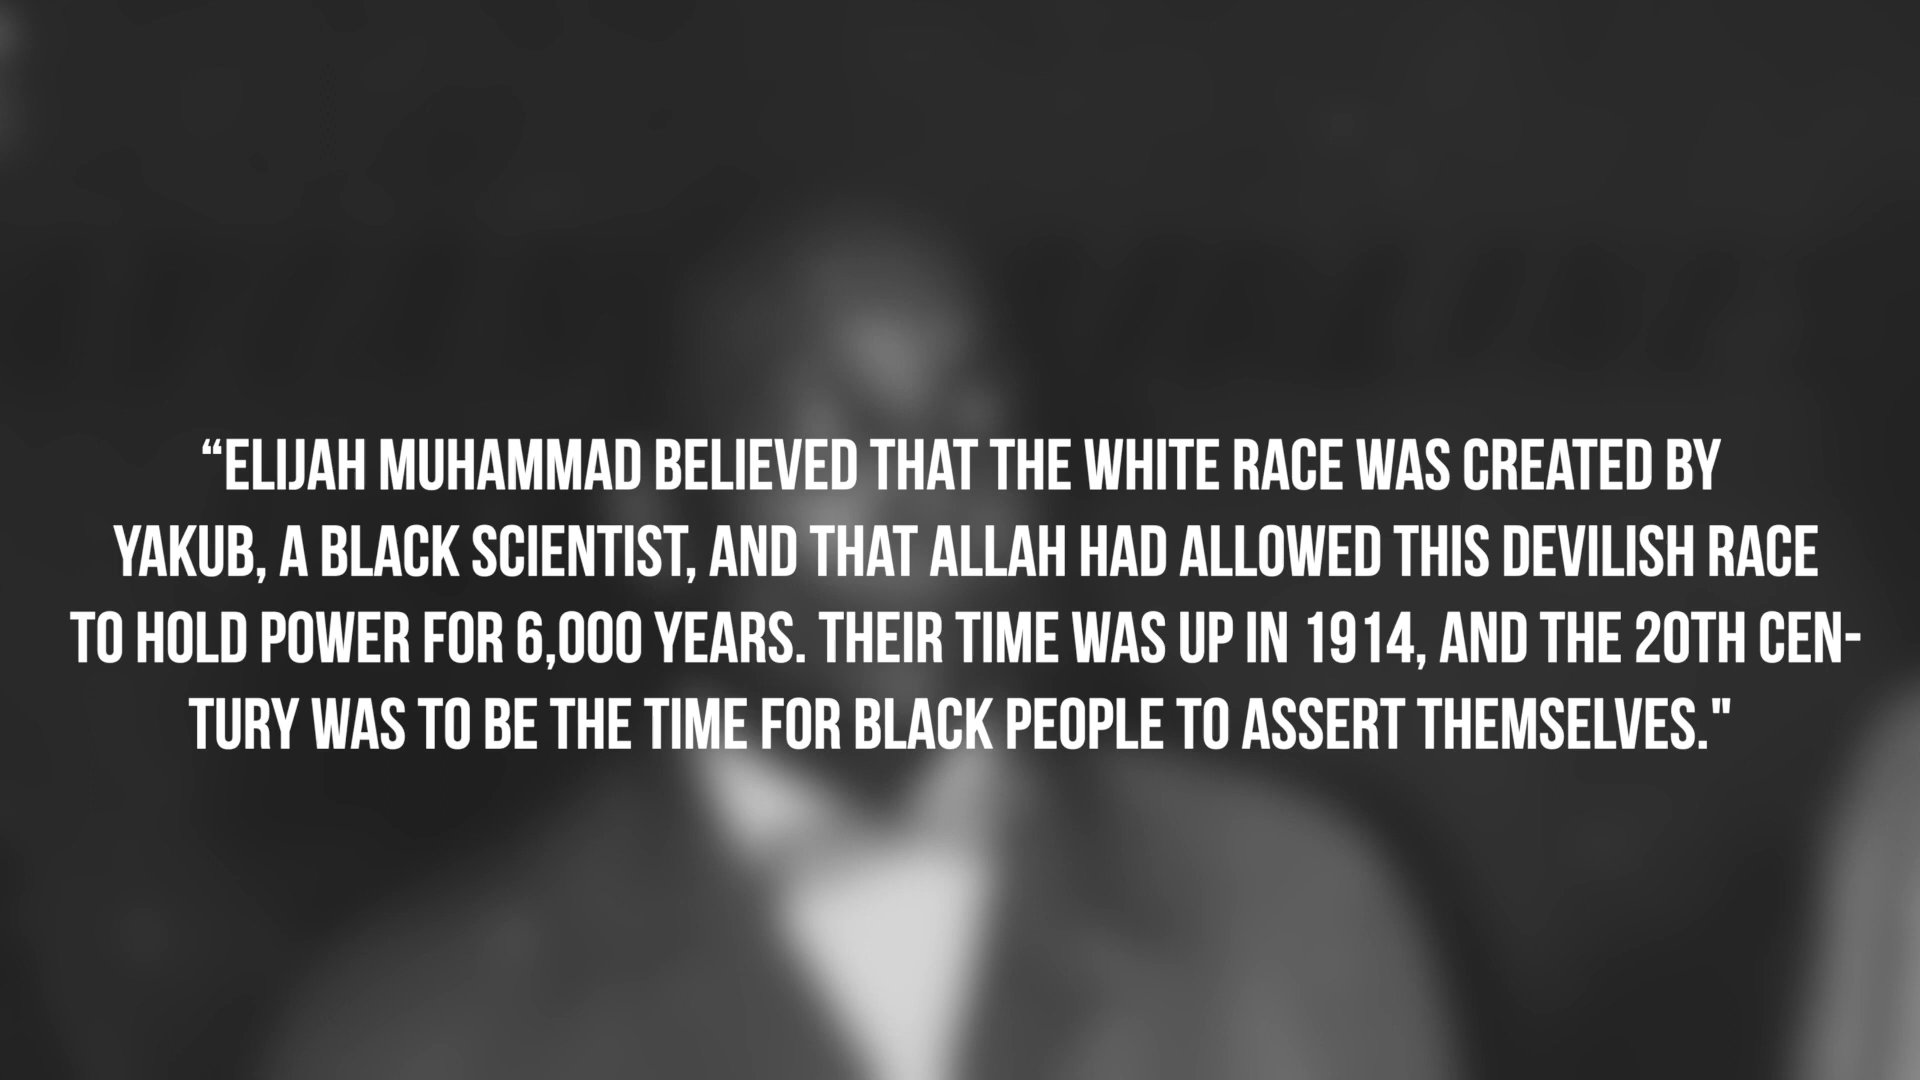 “ELIJAH MUHAMMAD BELIEVED THAT THE WHITE RACE WAS CREATED BY
YAKUB, A BLACK SCIENTIST, AND THAT ALLAH HAD ALLOWED THIS DEVILISH RACE
TO HOLD POWER FOR 6,000 YEARS. THEIR TIME WAS UP IN 1914, AND THE 20TH CEN-
TURY WAS TO BE THE TIME FOR BLACK PEOPLE TO ASSERT THEMSELVES."